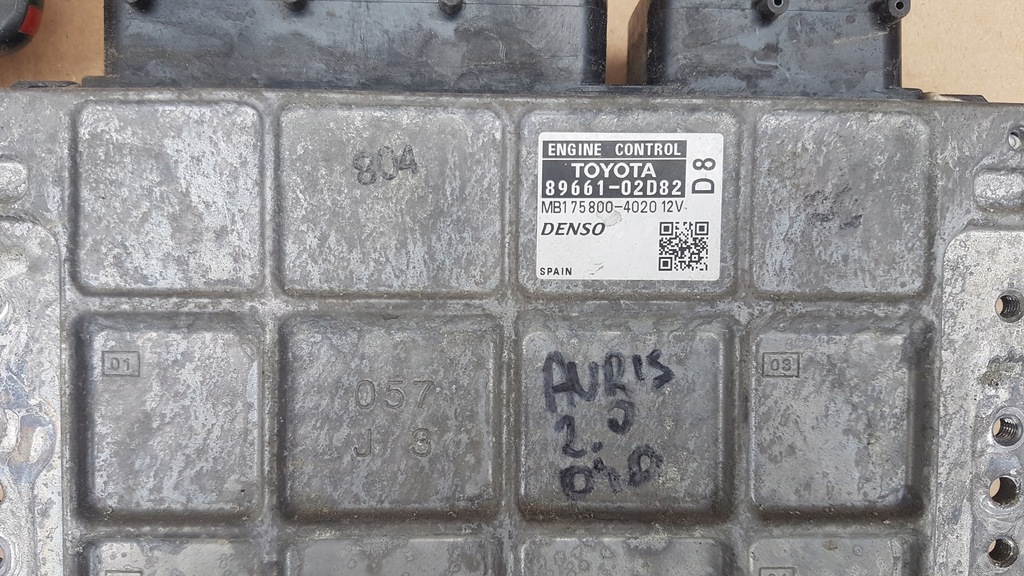 804
ENGINE CONTROL
TOYOTA
89661-02D82
D8
MB175800-4020 12V
DENSO
SPAIN
01
057
J 3
AURIS
2.0
D4D
03